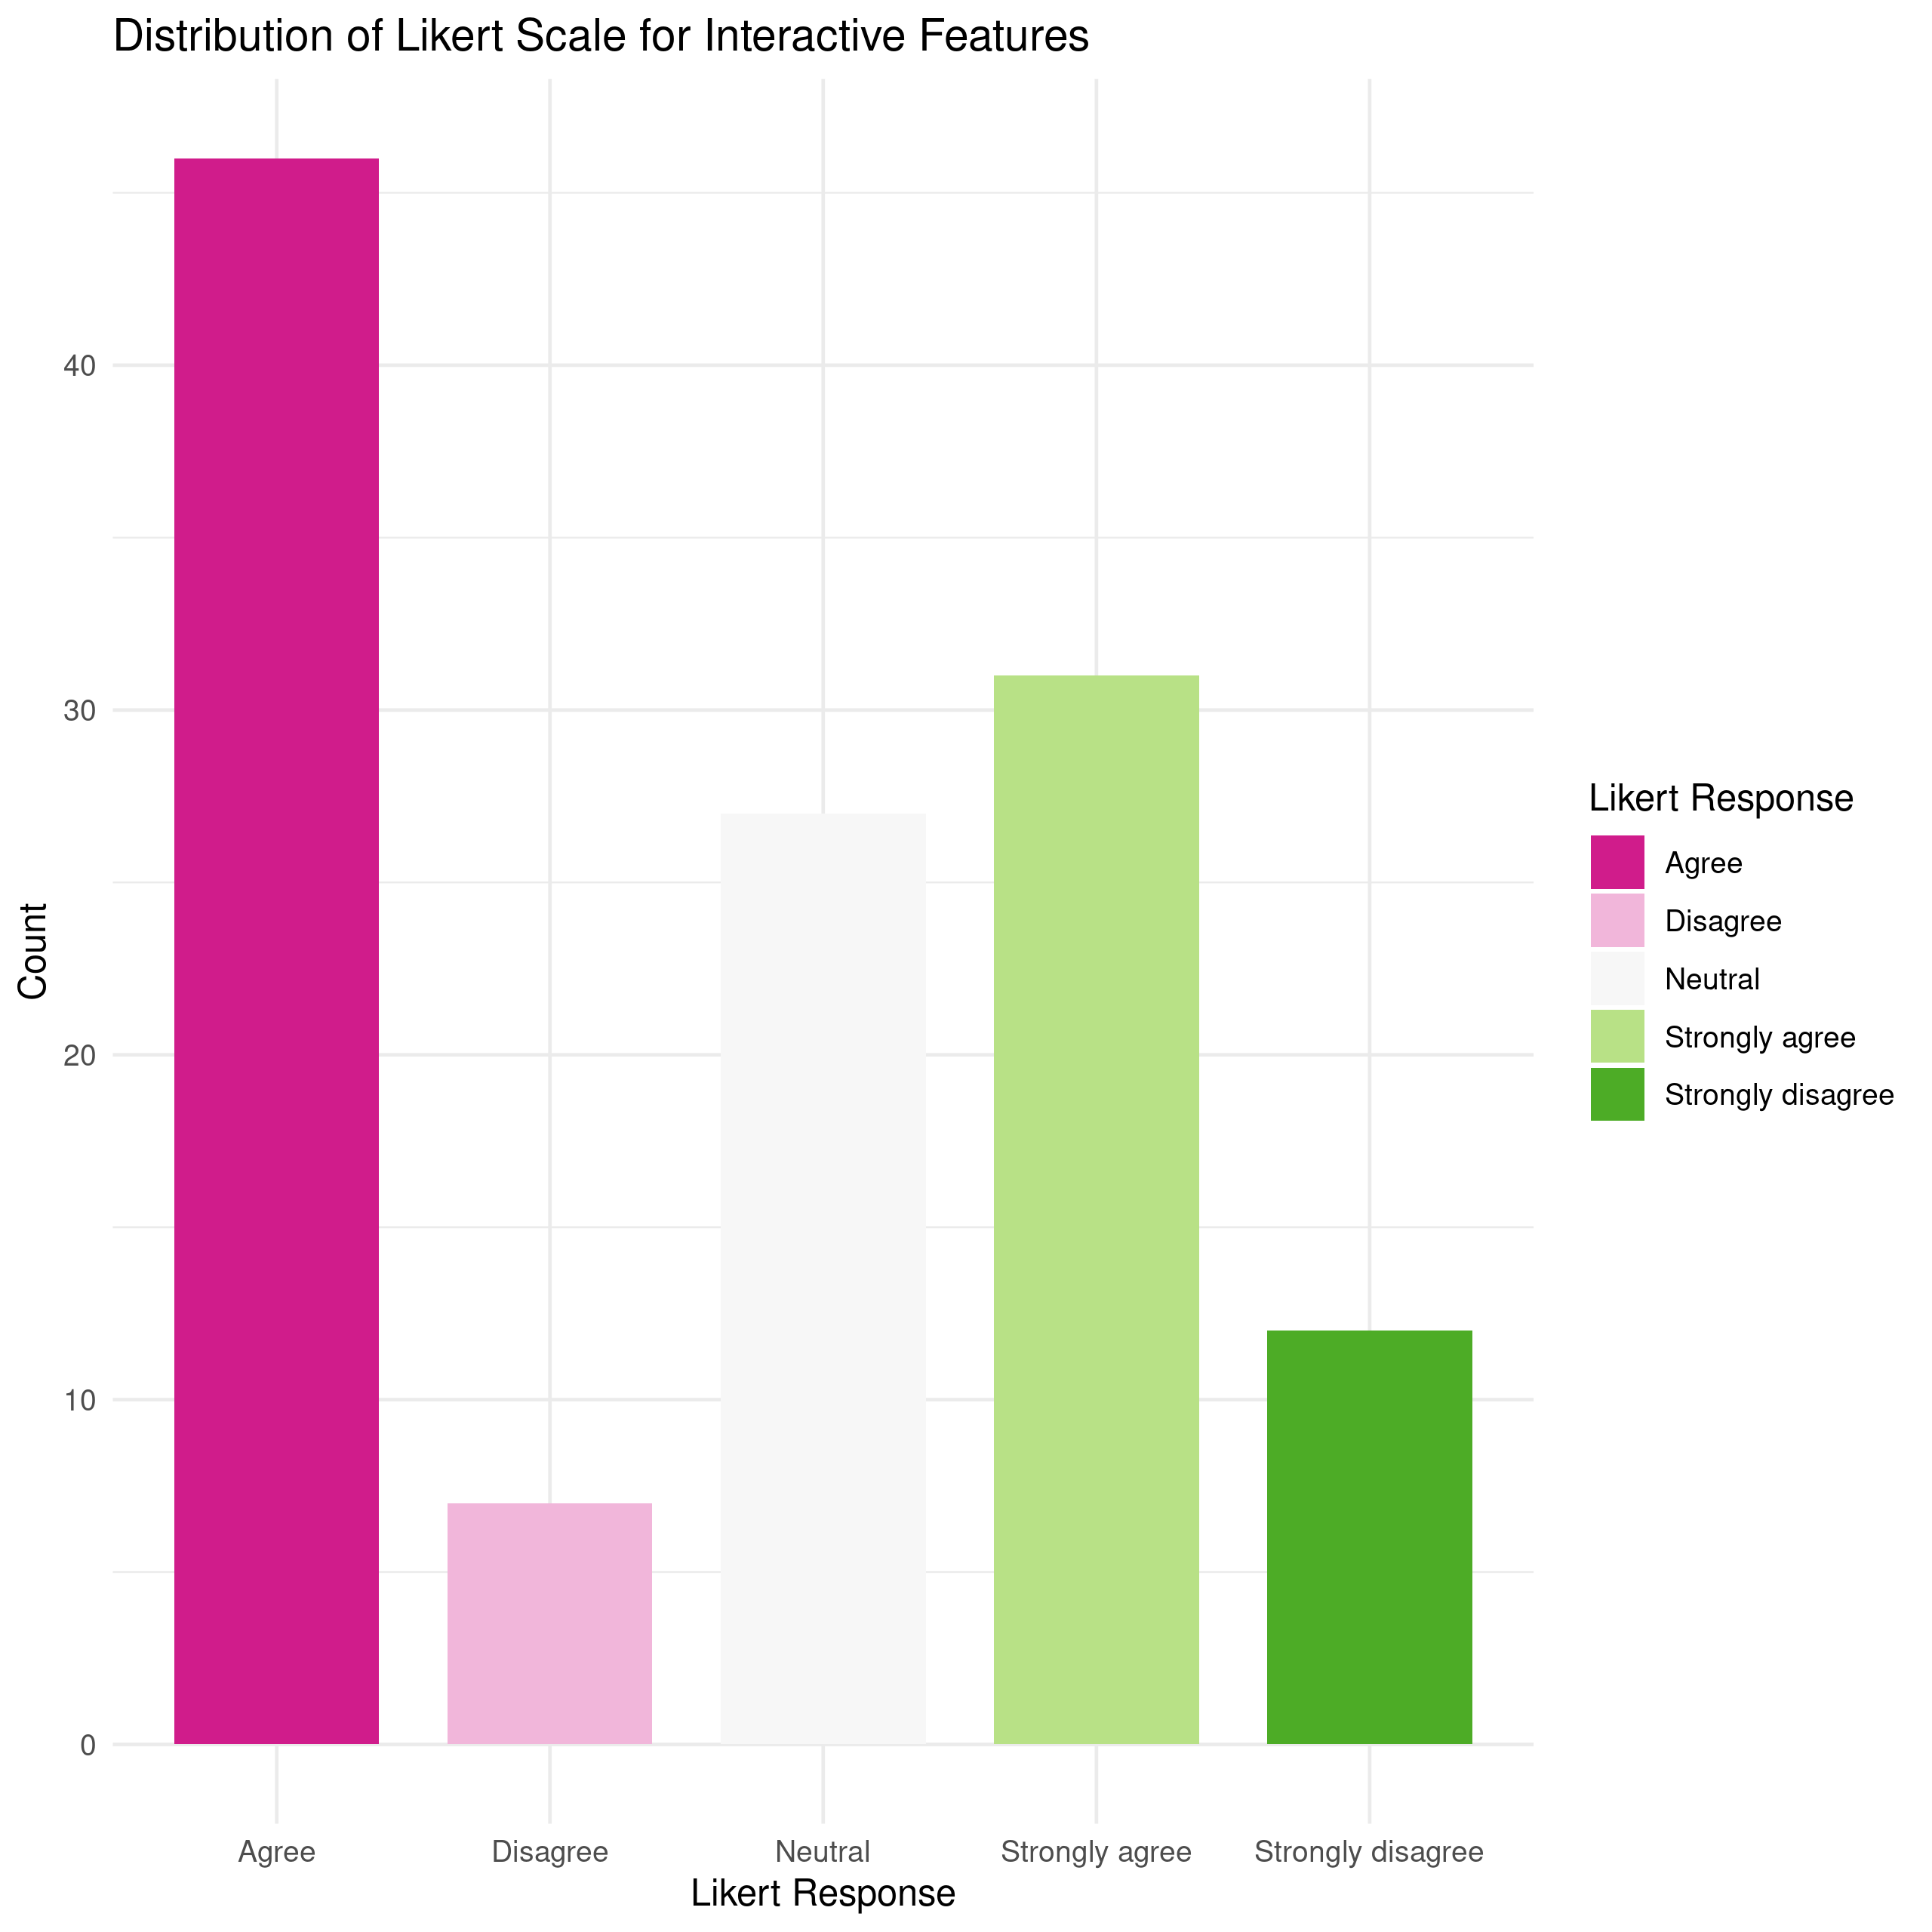 Distribution of Likert Scale for Interactive Features
Count
40
30
20
10
0
Agree Disagree Neutral Strongly agree Strongly disagree
Likert Response
Likert Response
Agree
Disagree
Neutral
Strongly agree
Strongly disagree